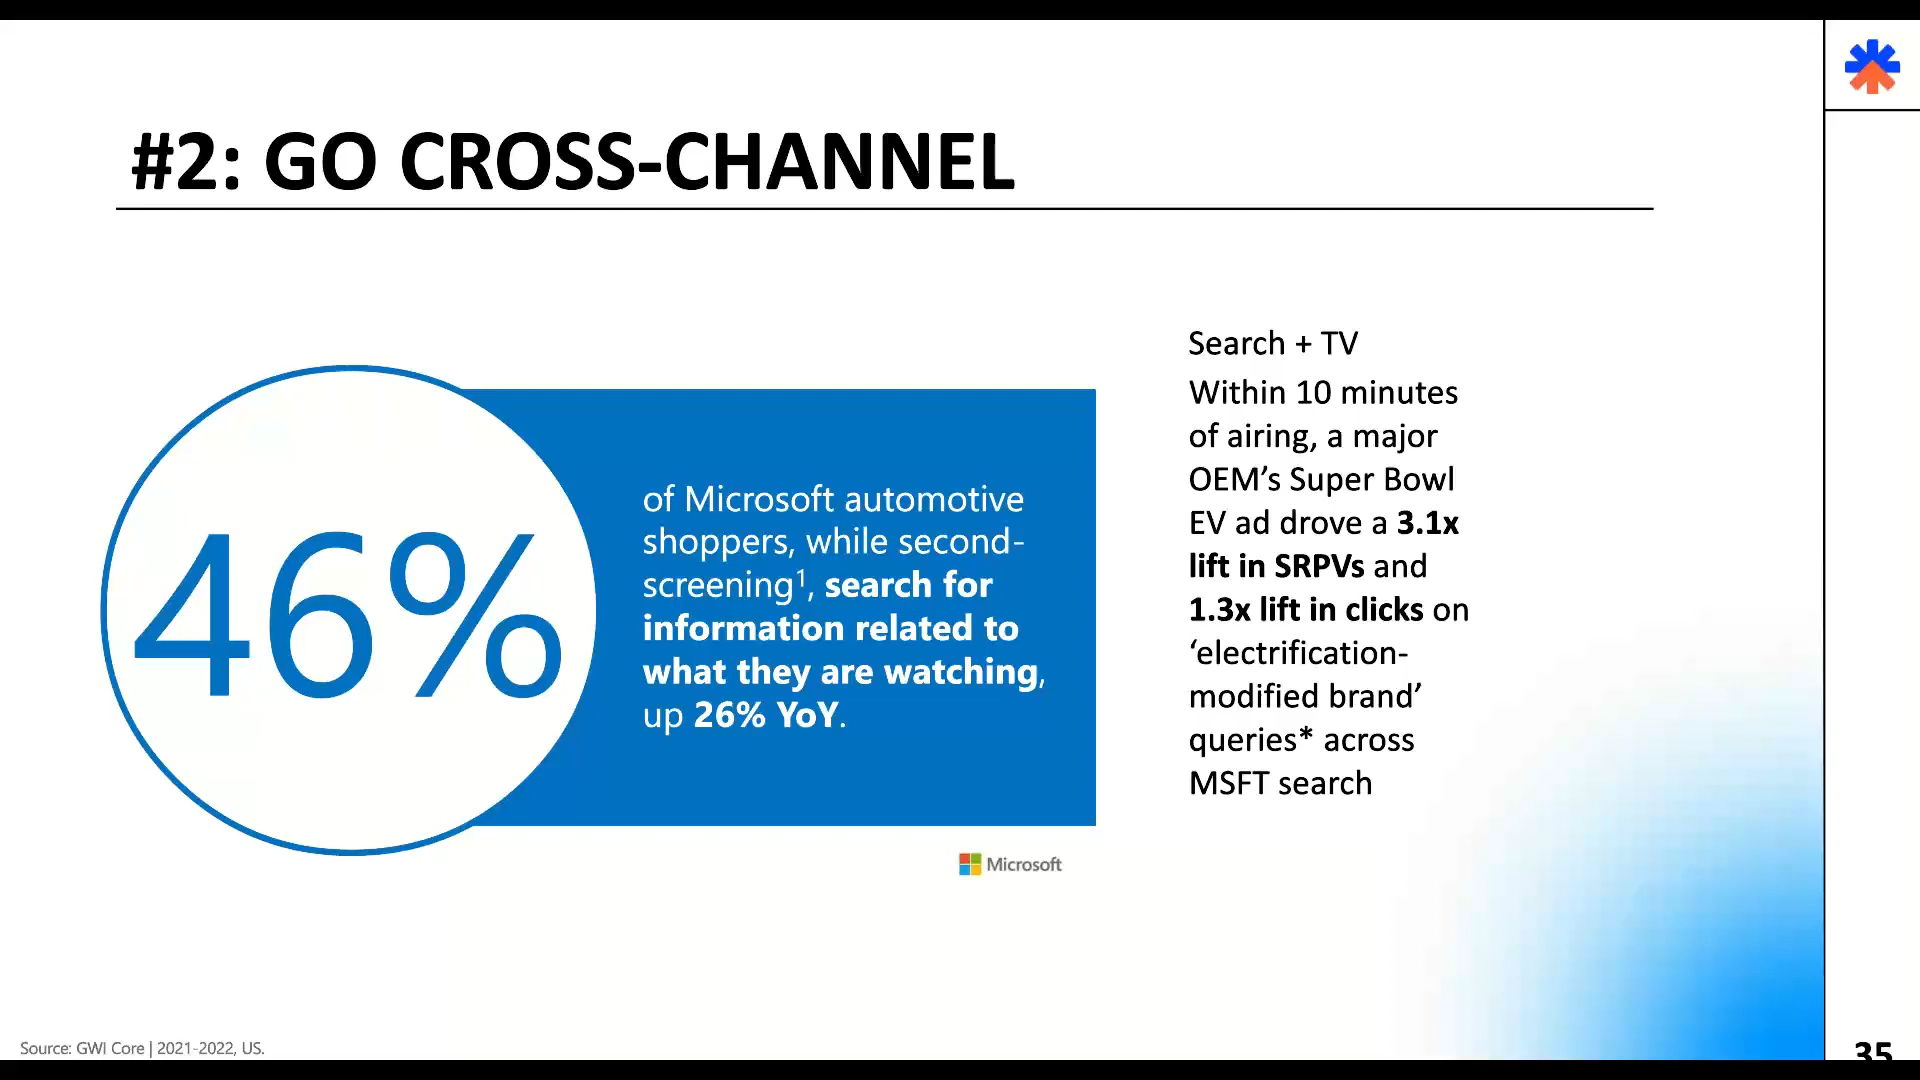 #2: GO CROSS-CHANNEL
46%
of Microsoft automotive
shoppers, while second-
screening¹, search for
information related to
what they are watching,
up 26% YoY.
Microsoft
Search + TV
Within 10 minutes
of airing, a major
OEM’s Super Bowl
EV ad drove a 3.1x
lift in SRPVs and
1.3x lift in clicks on
‘electrification-
modified brand’
queries* across
MSFT search
Source: GWI Core | 2021-2022, US.
35